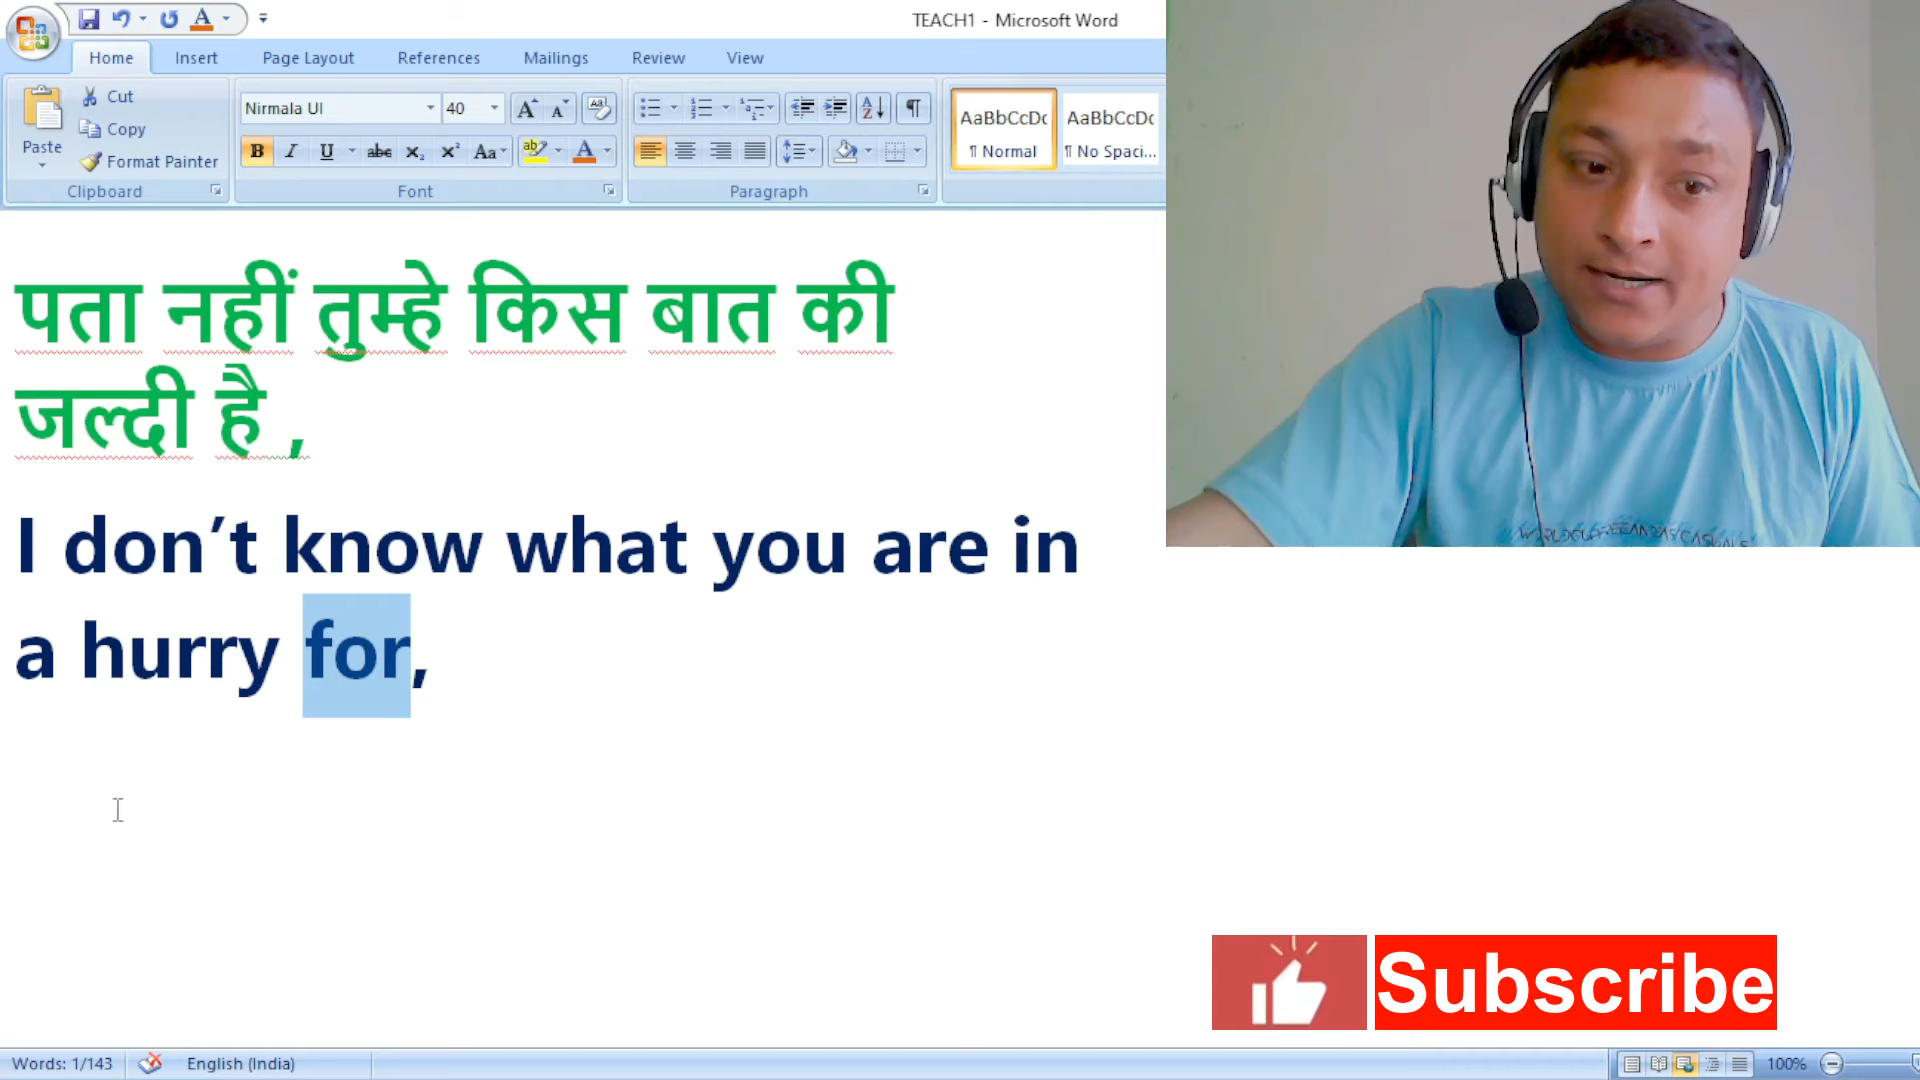 TEACH1 - Microsoft Word
Home Insert Page Layout References Mailings Review View
Paste
Cut
Copy
Format Painter
Clipboard
Nirmala UI 40
Font
Paragraph
AaBbCcDc AaBbCcDc
¶ Normal ¶ No Spaci...
पता नहीं तुम्हे किस बात की
जल्दी है ,
I don't know what you are in
a hurry for,
Subscribe
Words: 1/143 English (India) 100%